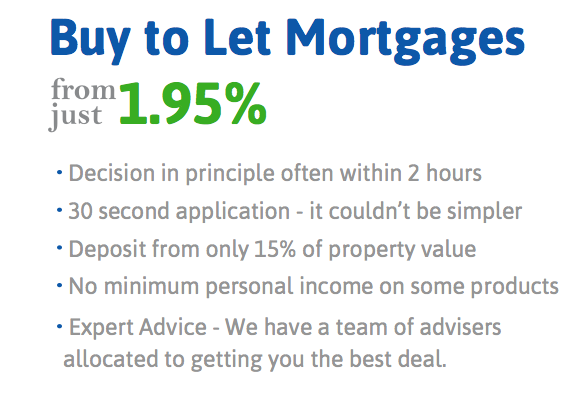 Buy to Let Mortgages
from just 1.95%
· Decision in principle often within 2 hours
· 30 second application - it couldn’t be simpler
· Deposit from only 15% of property value
· No minimum personal income on some products
· Expert Advice - We have a team of advisers
allocated to getting you the best deal.